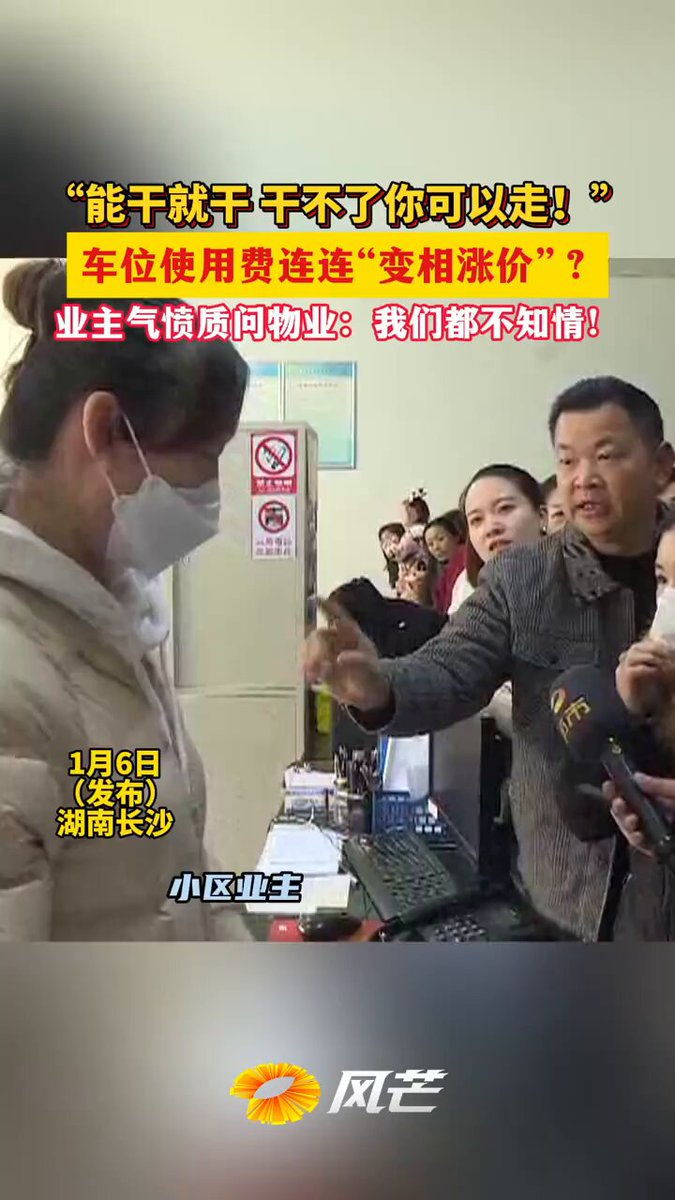 “能干就干 干不了你可以走！”
车位使用费连连“变相涨价”？
业主气愤质问物业：我们都不知情！
1月6日
（发布）
湖南长沙
小区业主
风芒